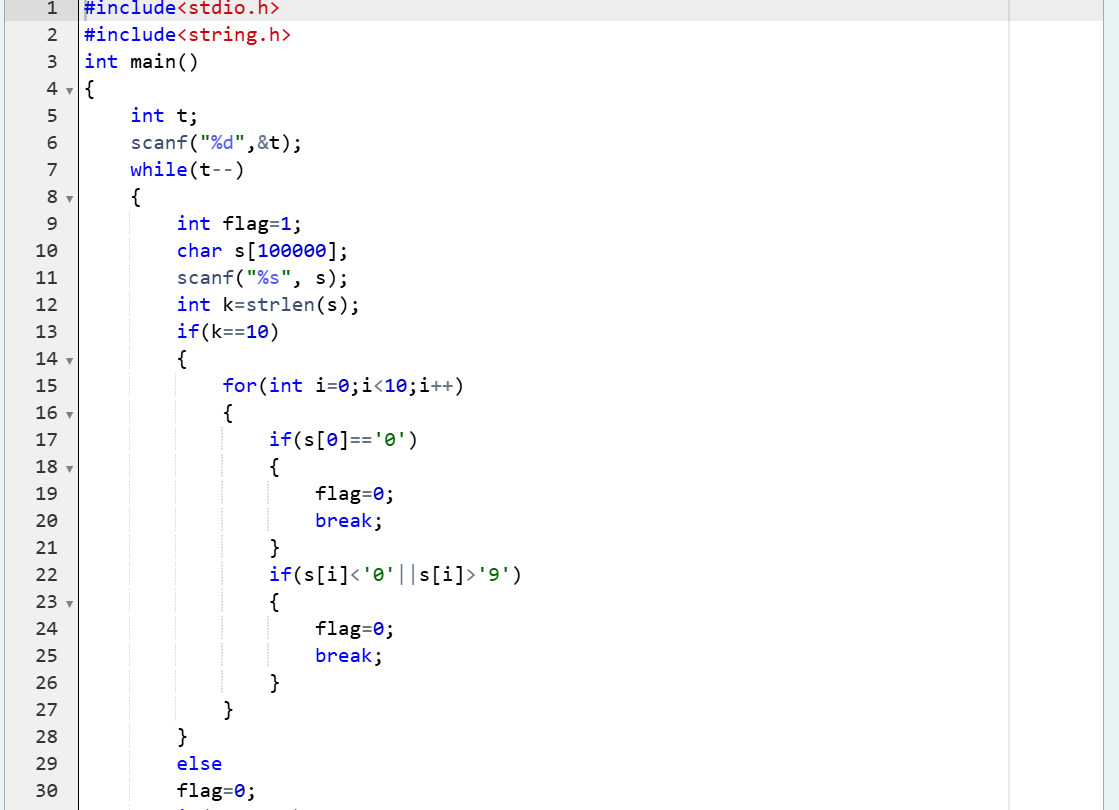 1 #include<stdio.h>
2 #include<string.h>
3 int main()
4 {
5 int t;
6 scanf("%d",&t);
7 while(t--)
8 {
9 int flag=1;
10 char s[100000];
11 scanf("%s", s);
12 int k=strlen(s);
13 if(k==10)
14 {
15 for(int i=0;i<10;i++)
16 {
17 if(s[0]=='0')
18 {
19 flag=0;
20 break;
21 }
22 if(s[i]<'0'||s[i]>'9')
23 {
24 flag=0;
25 break;
26 }
27 }
28 }
29 else
30 flag=0;